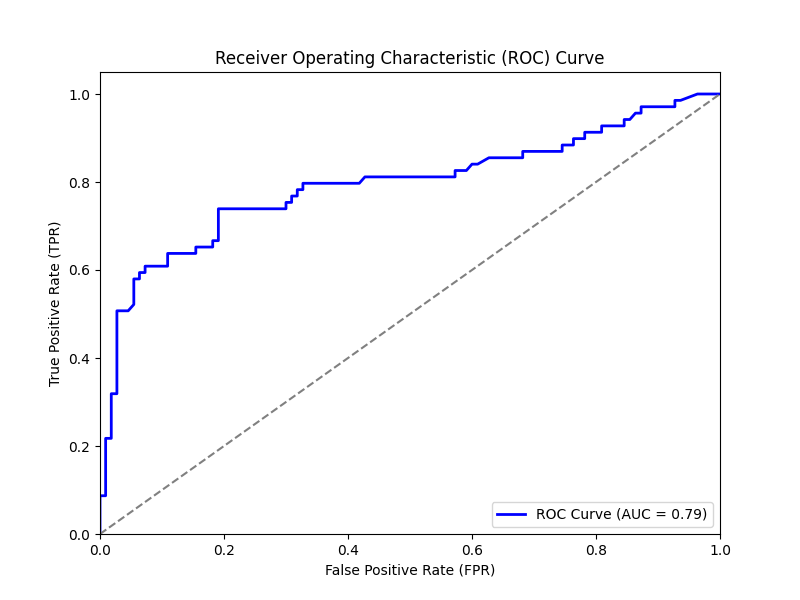 Receiver Operating Characteristic (ROC) Curve
True Positive Rate (TPR)
1.0
0.8
0.6
0.4
0.2
0.0
ROC Curve (AUC = 0.79)
0.0 0.2 0.4 0.6 0.8 1.0
False Positive Rate (FPR)